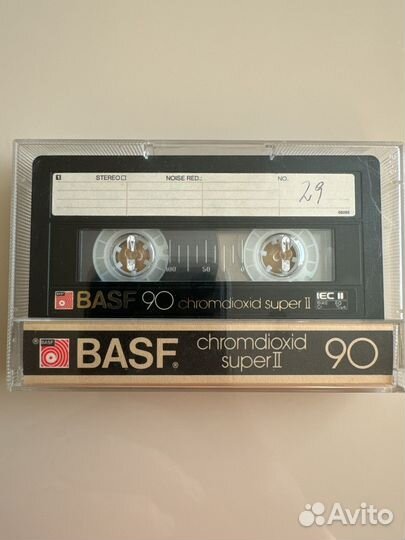 1 STEREO NOISE RED.: NO. 29
100 50 0
BASF 90 chromdioxid super II IEC II
BASF chromdioxid super II 90
Avito